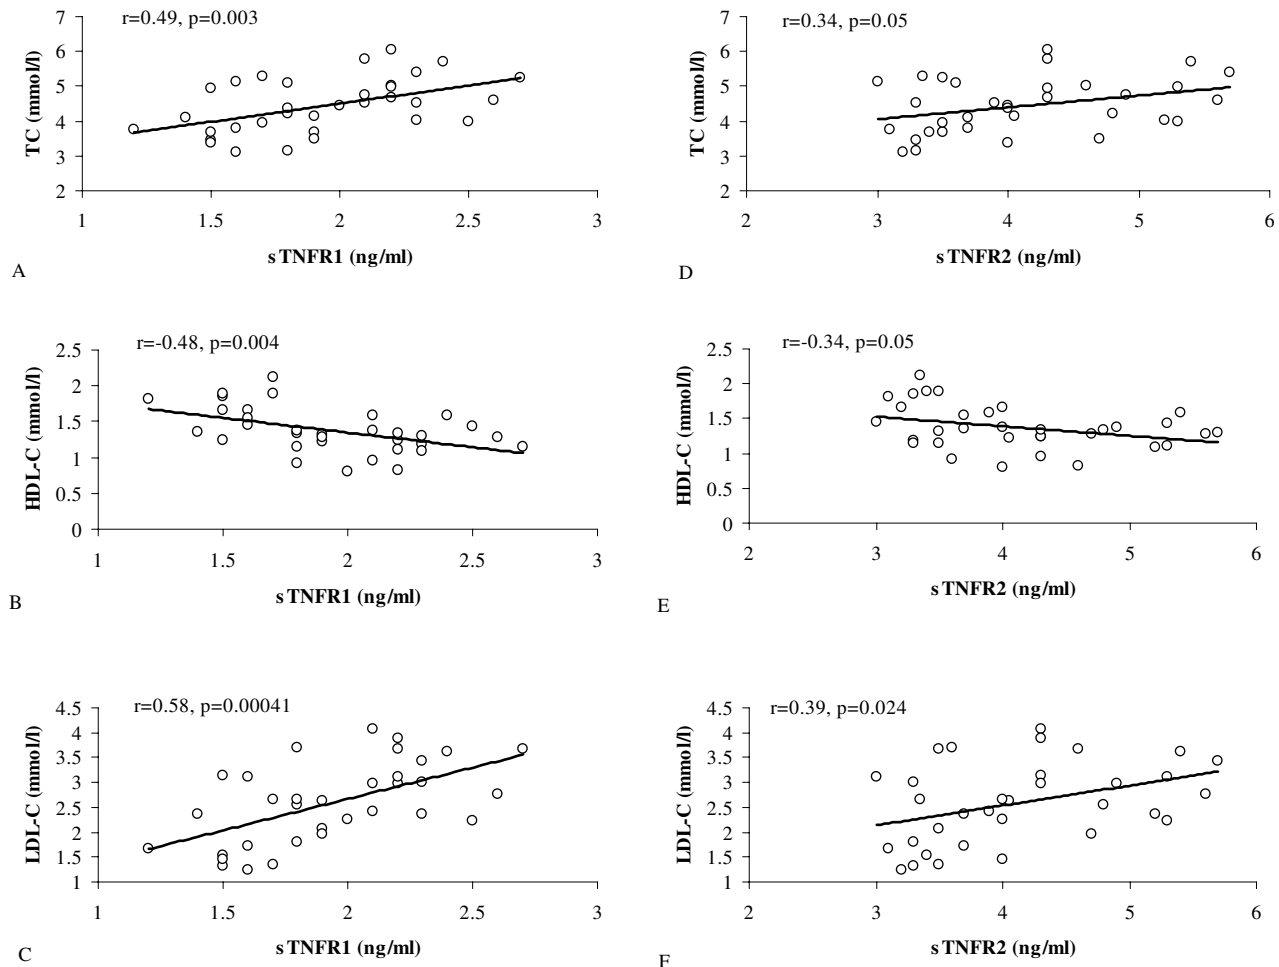 r=0.49, p=0.003
TC (mmol/l)
7
6
5
4
3
2
1 1.5 2 2.5 3
sTNFR1 (ng/ml)
A
r=0.34, p=0.05
TC (mmol/l)
7
6
5
4
3
2
2 3 4 5 6
sTNFR2 (ng/ml)
D
r=-0.48, p=0.004
HDL-C (mmol/l)
2.5
2
1.5
1
0.5
0
1 1.5 2 2.5 3
sTNFR1 (ng/ml)
B
r=-0.34, p=0.05
HDL-C (mmol/l)
2.5
2
1.5
1
0.5
0
2 3 4 5 6
sTNFR2 (ng/ml)
E
r=0.58, p=0.00041
LDL-C (mmol/l)
4.5
4
3.5
3
2.5
2
1.5
1
1 1.5 2 2.5 3
sTNFR1 (ng/ml)
C
r=0.39, p=0.024
LDL-C (mmol/l)
4.5
4
3.5
3
2.5
2
1.5
1
2 3 4 5 6
sTNFR2 (ng/ml)
F